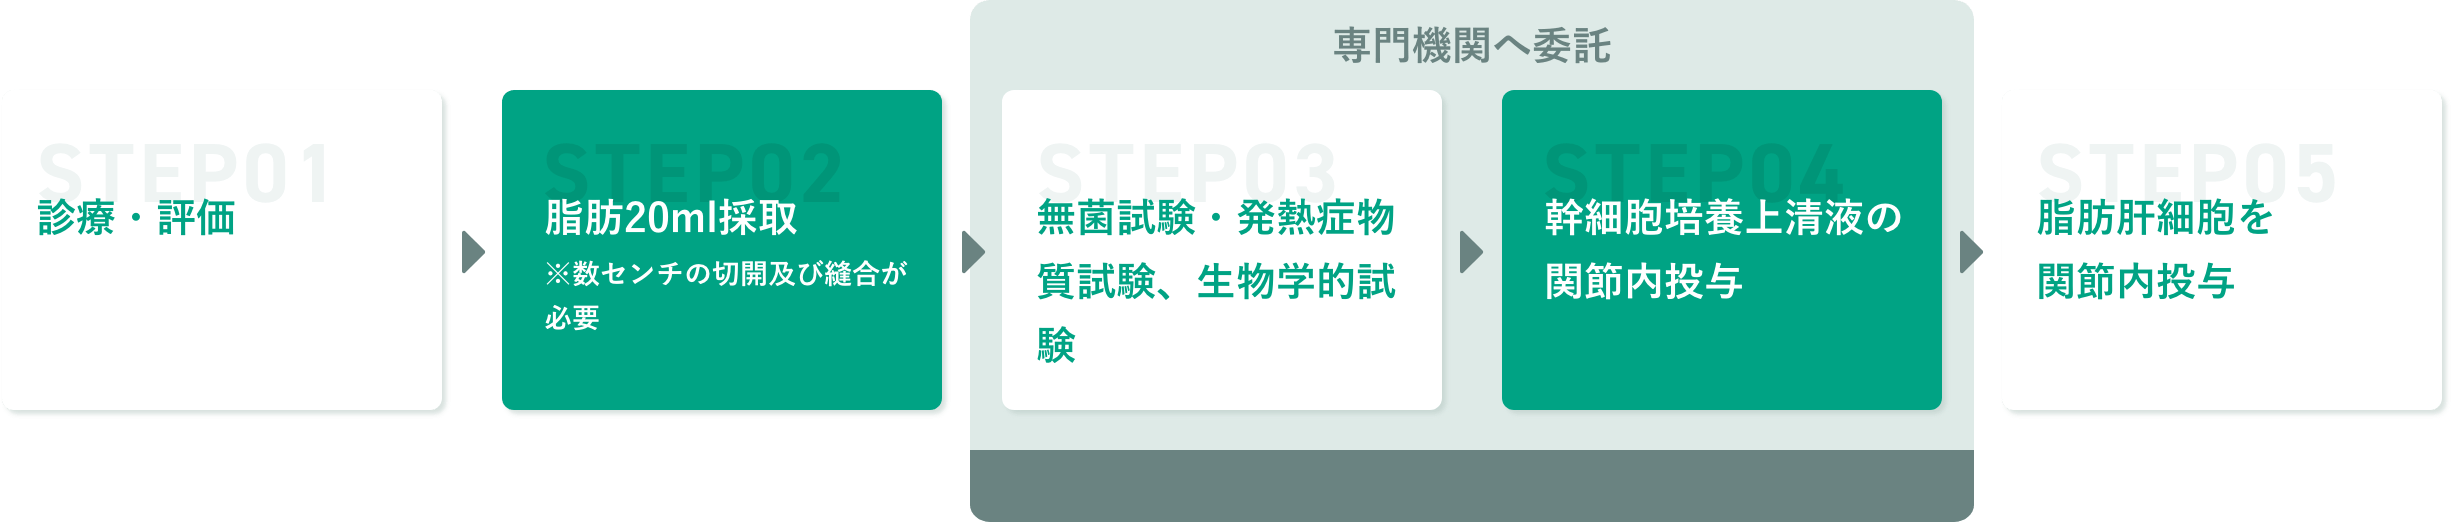 専門機関へ委託
STEP01
診療・評価
STEP02
脂肪20ml採取
※数センチの切開及び縫合が
必要
STEP03
無菌試験・発熱症物
質試験、生物学的試
験
STEP04
幹細胞培養上清液の
関節内投与
STEP05
脂肪肝細胞を
関節内投与